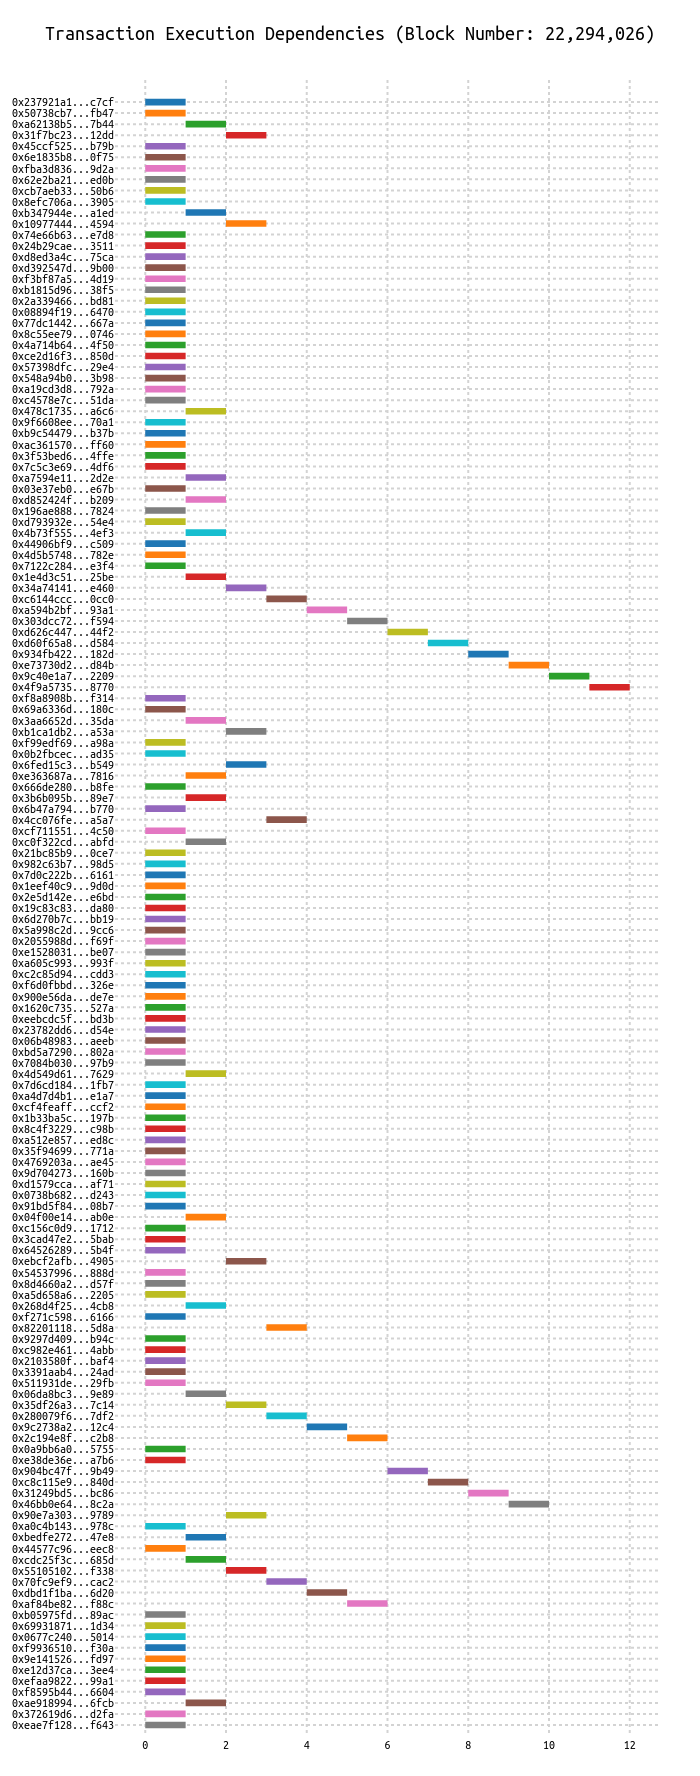 Transaction Execution Dependencies (Block Number: 22,294,026)
0x237921a1...c7cf
0x50738cb7...fb47
0xa62138b5...7b44
0x31f7bc23...12dd
0x45ccf525...b79b
0x6e1835b8...0f75
0xfba3d836...9d2a
0x62e2ba21...ed0b
0xcb7aeb33...50b6
0x8efc706a...3905
0xb347944e...a1ed
0x10977444...4594
0x74e66b63...e7d8
0x24b29cae...3511
0xd8ed3a4c...75ca
0xd392547d...9b00
0xf3bf87a5...4d19
0xb1815d96...38f5
0x2a339466...bd81
0x08894f19...6470
0x77dc1442...667a
0x8c55ee79...0746
0x4a714b64...4f50
0xce2d16f3...850d
0x57398dfc...29e4
0x548a94b0...3b98
0xa19cd3d8...792a
0xc4578e7c...51da
0x478c1735...a6c6
0x9f6608ee...70a1
0xb9c54479...b37b
0xac361570...ff60
0x3f53bed6...4ffe
0x7c5c3e69...4df6
0xa7594e11...2d2e
0x03e37eb0...e67b
0xd852424f...b209
0x196ae888...7824
0xd793932e...54e4
0x4b73f555...4ef3
0x44906bf9...c509
0x4d5b5748...782e
0x7122c284...e3f4
0x1e4d3c51...25be
0x34a74141...e460
0xc6144ccc...0cc0
0xa594b2bf...93a1
0x303dcc72...f594
0xd626c447...44f2
0xd60f65a8...d584
0x934fb422...182d
0xe73730d2...d84b
0x9c40e1a7...2209
0x4f9a5735...8770
0xf8a8908b...f314
0x69a6336d...180c
0x3aa6652d...35da
0xb1ca1db2...a53a
0xf99edf69...a98a
0x0b2fbcec...ad35
0x6fed15c3...b549
0xe363687a...7816
0x666de280...b8fe
0x3b6b095b...89e7
0x6b47a794...b770
0x4cc076fe...a5a7
0xcf711551...4c50
0xc0f322cd...abfd
0x21bc85b9...0ce7
0x982c63b7...98d5
0x7d0c222b...6161
0x1eef40c9...9d0d
0x2e5d142e...e6bd
0x19c83c83...da80
0x6d270b7c...bb19
0x5a998c2d...9cc6
0x2055988d...f69f
0xe1528031...be07
0xa605c993...993f
0xc2c85d94...cdd3
0xf6d0fbbd...326e
0x900e56da...de7e
0x1620c735...527a
0xeebcdc5f...bd3b
0x23782dd6...d54e
0x06b48983...aeeb
0xbd5a7290...802a
0x7084b030...97b9
0x4d549d61...7629
0x7d6cd184...1fb7
0xa4d7d4b1...e1a7
0xcf4feaff...ccf2
0x1b33ba5c...197b
0x8c4f3229...c98b
0xa512e857...ed8c
0x35f94699...771a
0x4769203a...ae45
0x9d704273...160b
0xd1579cca...af71
0x0738b682...d243
0x91bd5f84...08b7
0x04f00e14...ab0e
0xc156c0d9...1712
0x3cad47e2...5bab
0x64526289...5b4f
0xebcf2afb...4905
0x54537996...888d
0x8d4660a2...d57f
0xa5d658a6...2205
0x268d4f25...4cb8
0xf271c598...6166
0x82201118...5d8a
0x9297d409...b94c
0xc982e461...4abb
0x2103580f...baf4
0x3391aab4...24ad
0x511931de...29fb
0x06da8bc3...9e89
0x35df26a3...7c14
0x280079f6...7df2
0x9c2738a2...12c4
0x2c194e8f...c2b8
0x0a9bb6a0...5755
0xe38de36e...a7b6
0x904bc47f...9b49
0xc8c115e9...840d
0x31249bd5...bc86
0x46bb0e64...8c2a
0x90e7a303...9789
0xa0c4b143...978c
0xbedfe272...47e8
0x44577c96...eec8
0xcdc25f3c...685d
0x55105102...f338
0x70fc9ef9...cac2
0xdbd1f1ba...6d20
0xaf84be82...f88c
0xb05975fd...89ac
0x69931871...1d34
0x0677c240...5014
0xf9936510...f30a
0x9e141526...fd97
0xe12d37ca...3ee4
0xefaa9822...99a1
0xf8595b44...6604
0xae918994...6fcb
0x372619d6...d2fa
0xeae7f128...f643
0 2 4 6 8 10 12